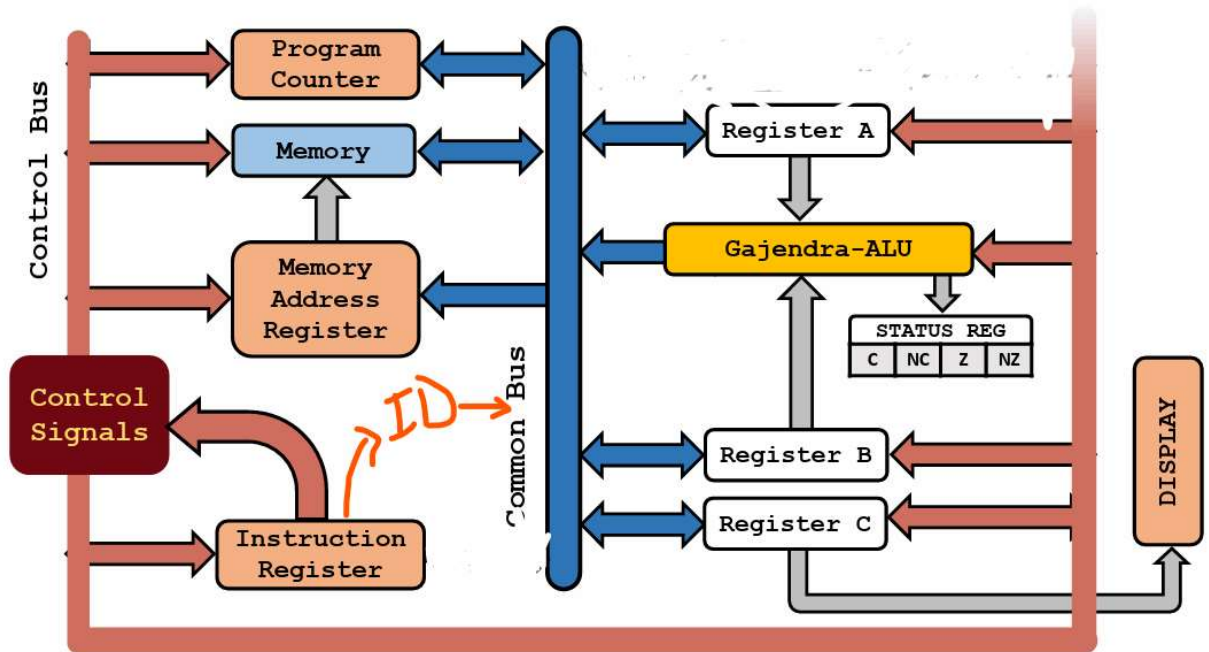 Control Bus
Program
Counter
Memory
Memory
Address
Register
Control
Signals
ID
Instruction
Register
Common Bus
Register A
Gajendra-ALU
STATUS REG
C NC Z NZ
Register B
Register C
DISPLAY